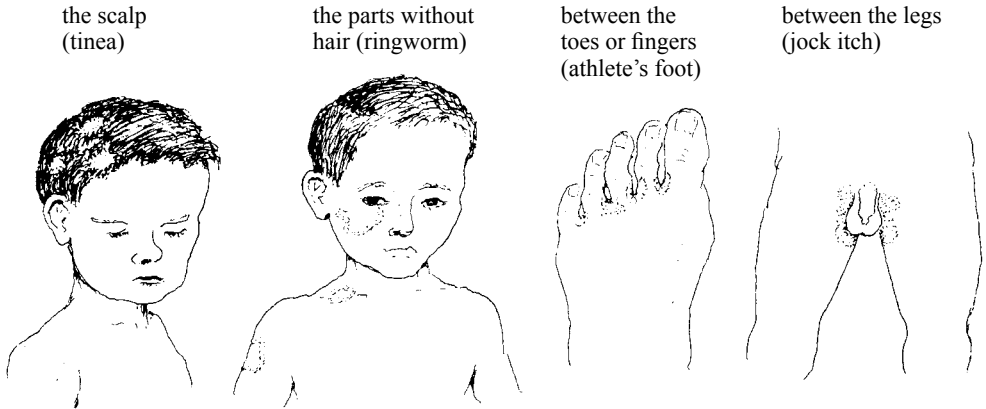 the scalp
(tinea)
the parts without
hair (ringworm)
between the
toes or fingers
(athlete’s foot)
between the legs
(jock itch)